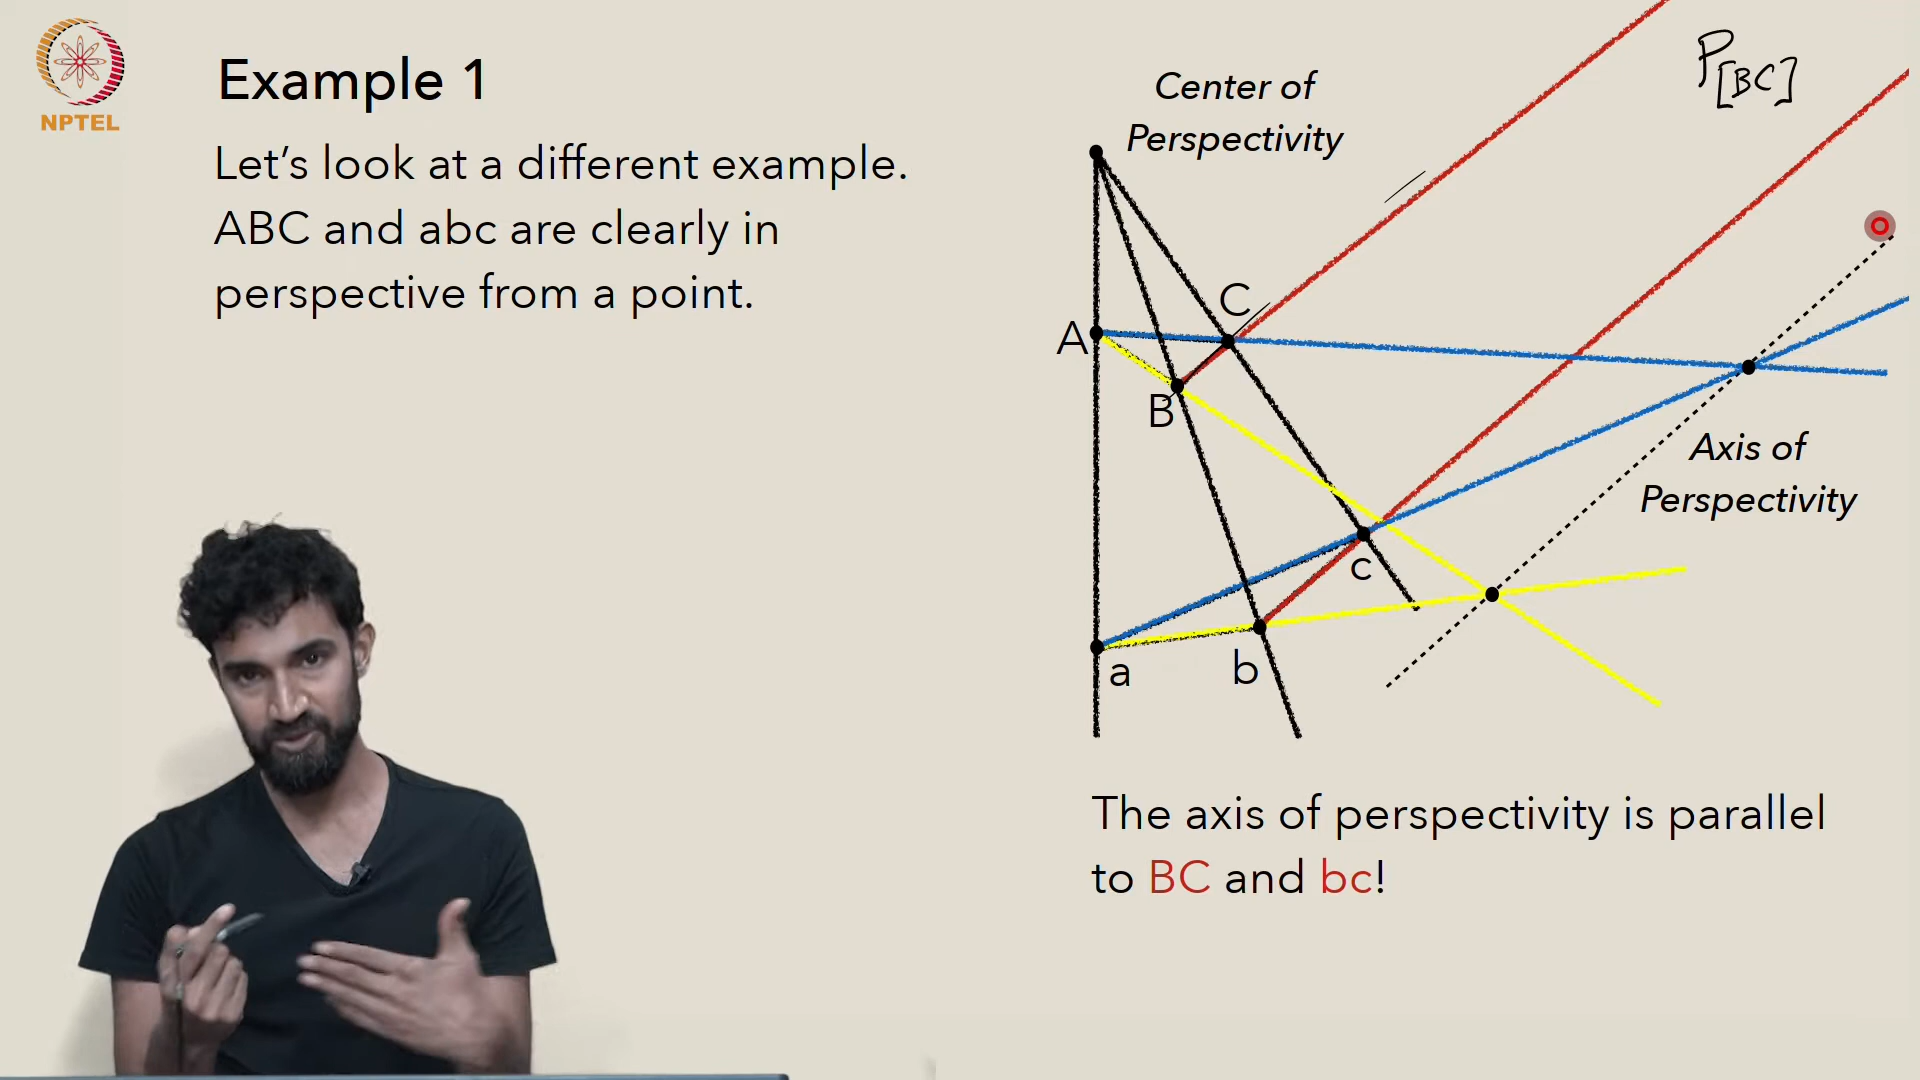 NPTEL
Example 1
Let's look at a different example.
ABC and abc are clearly in
perspective from a point.
Center of
Perspectivity
P[BC]
A
B
C
a
b
c
Axis of
Perspectivity
The axis of perspectivity is parallel
to BC and bc!